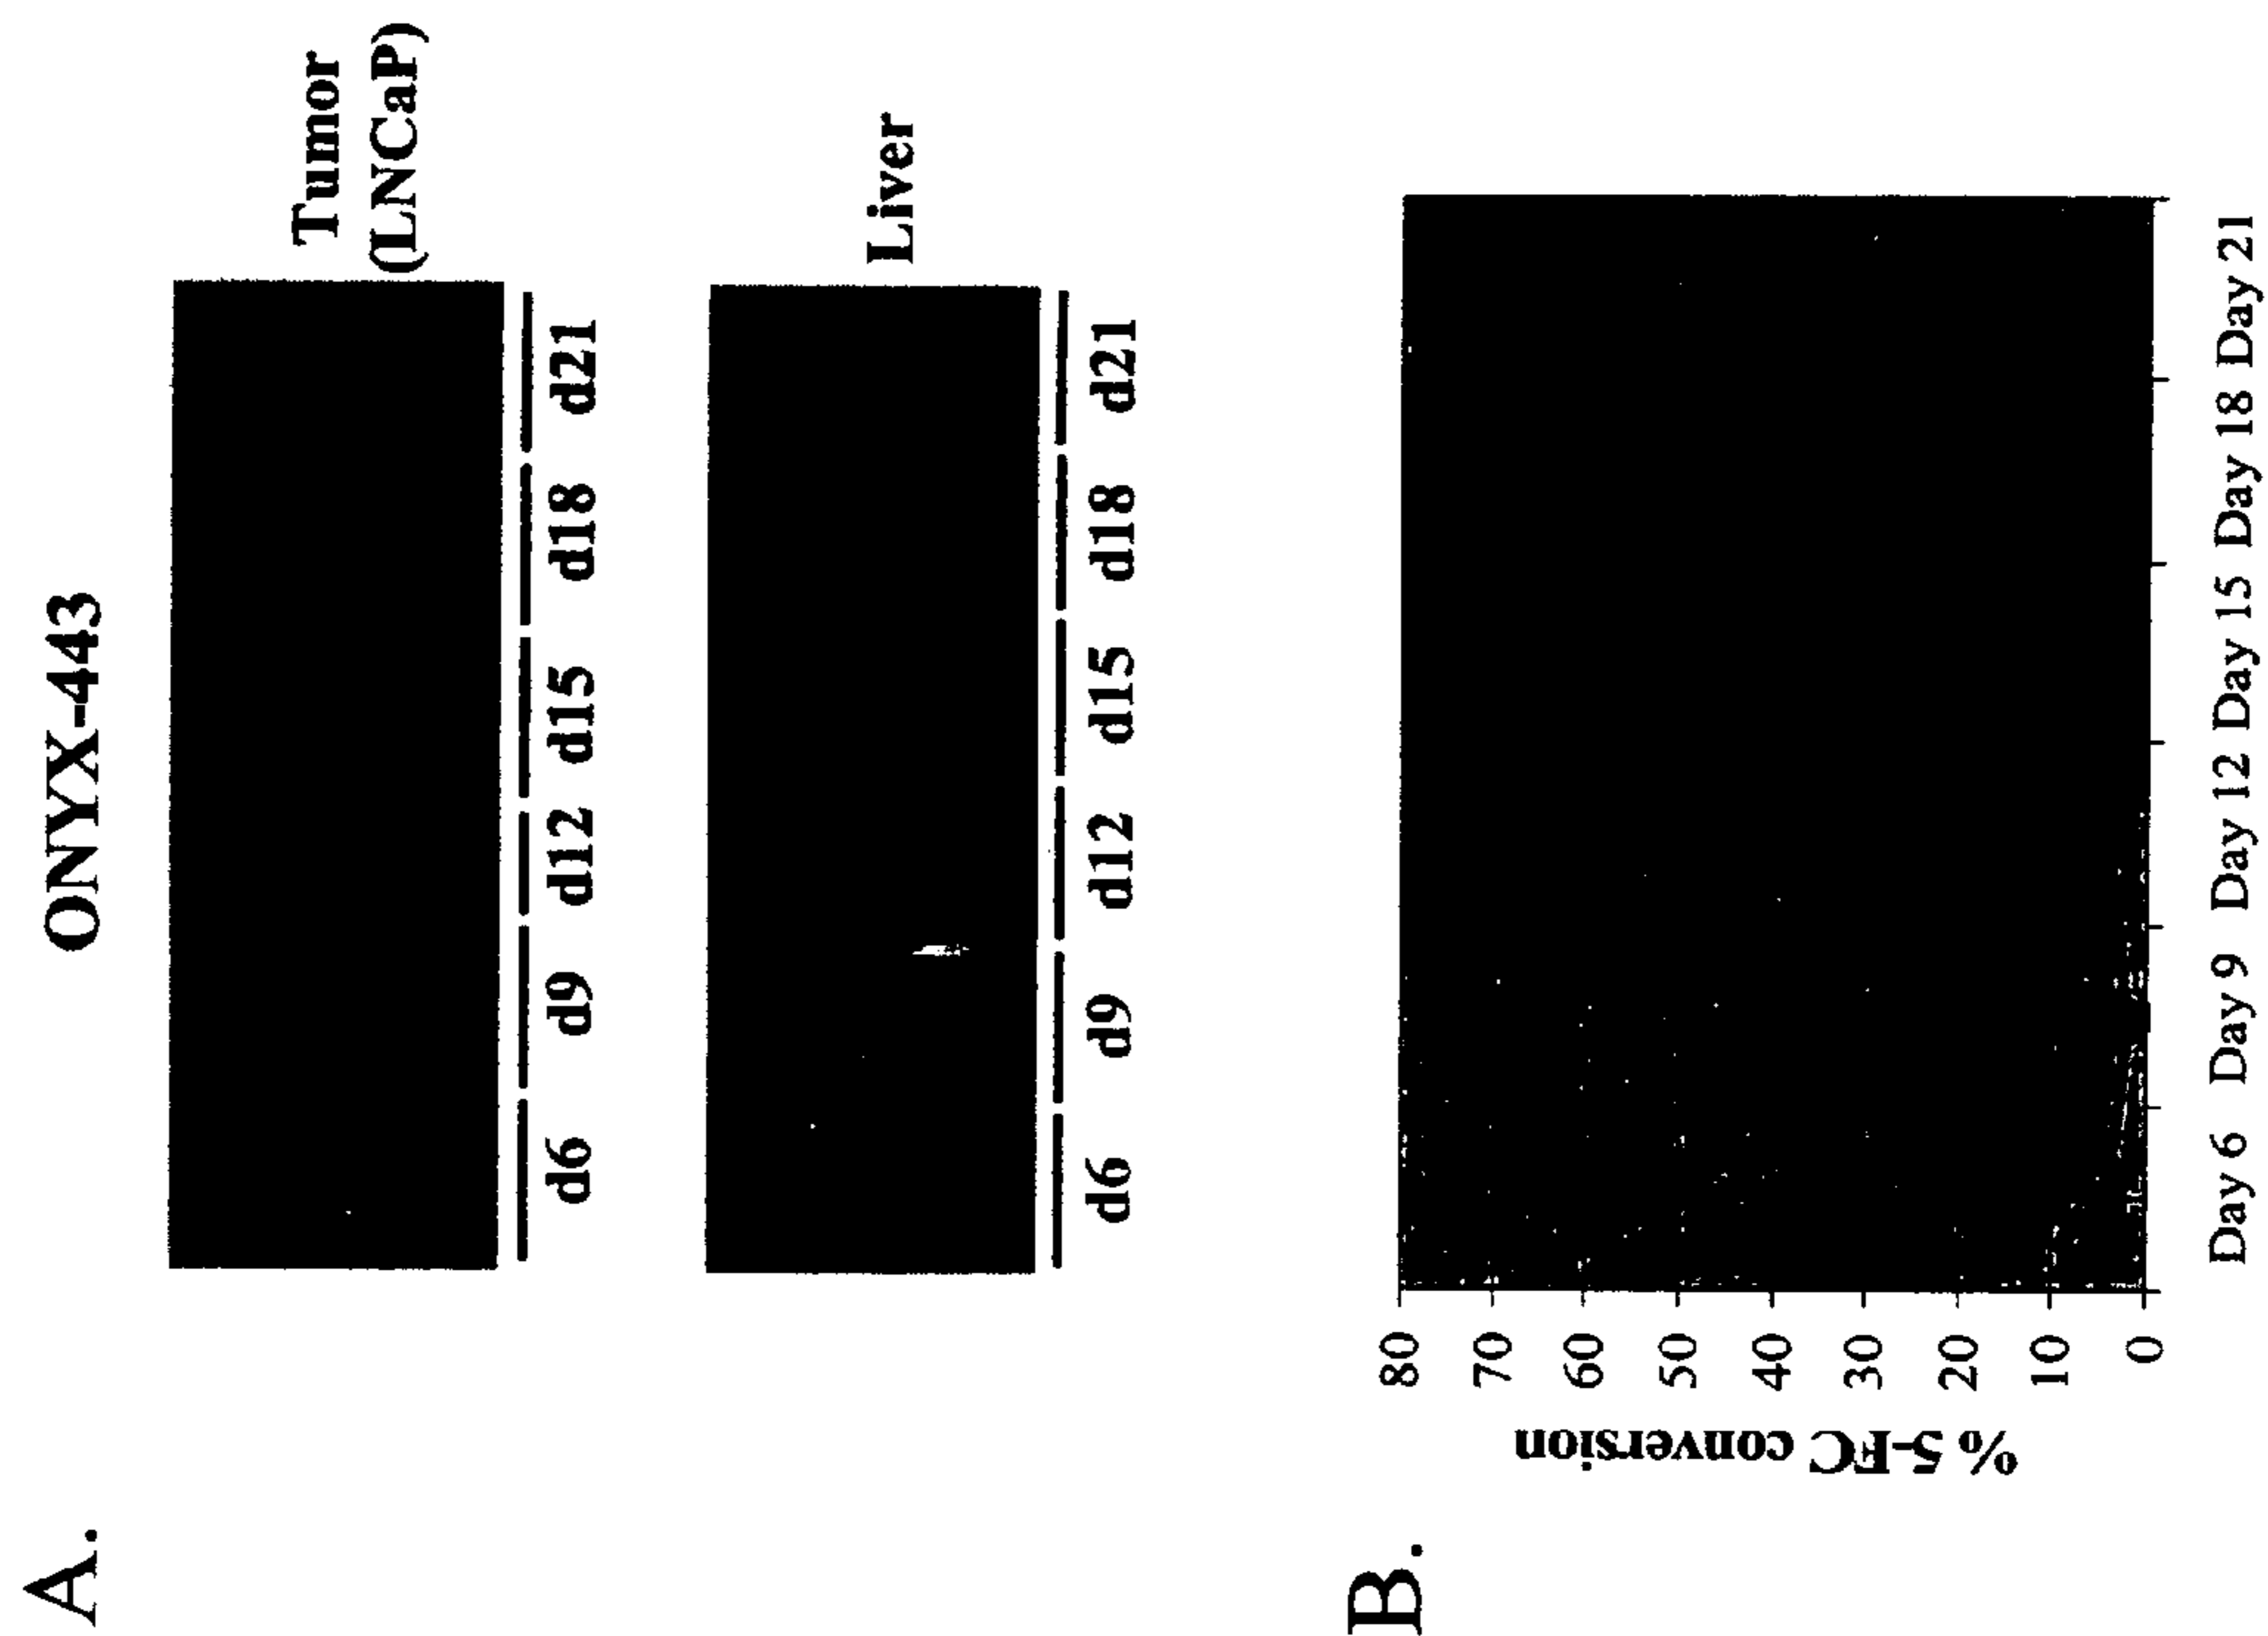 A.
ONYX-443
Tumor
(LNCaP)
d6 d9 d12 d15 d18 d21
Liver
d6 d9 d12 d15 d18 d21
B.
% 5-FC conversion
80
70
60
50
40
30
20
10
0
Day 6 Day 9 Day 12 Day 15 Day 18 Day 21